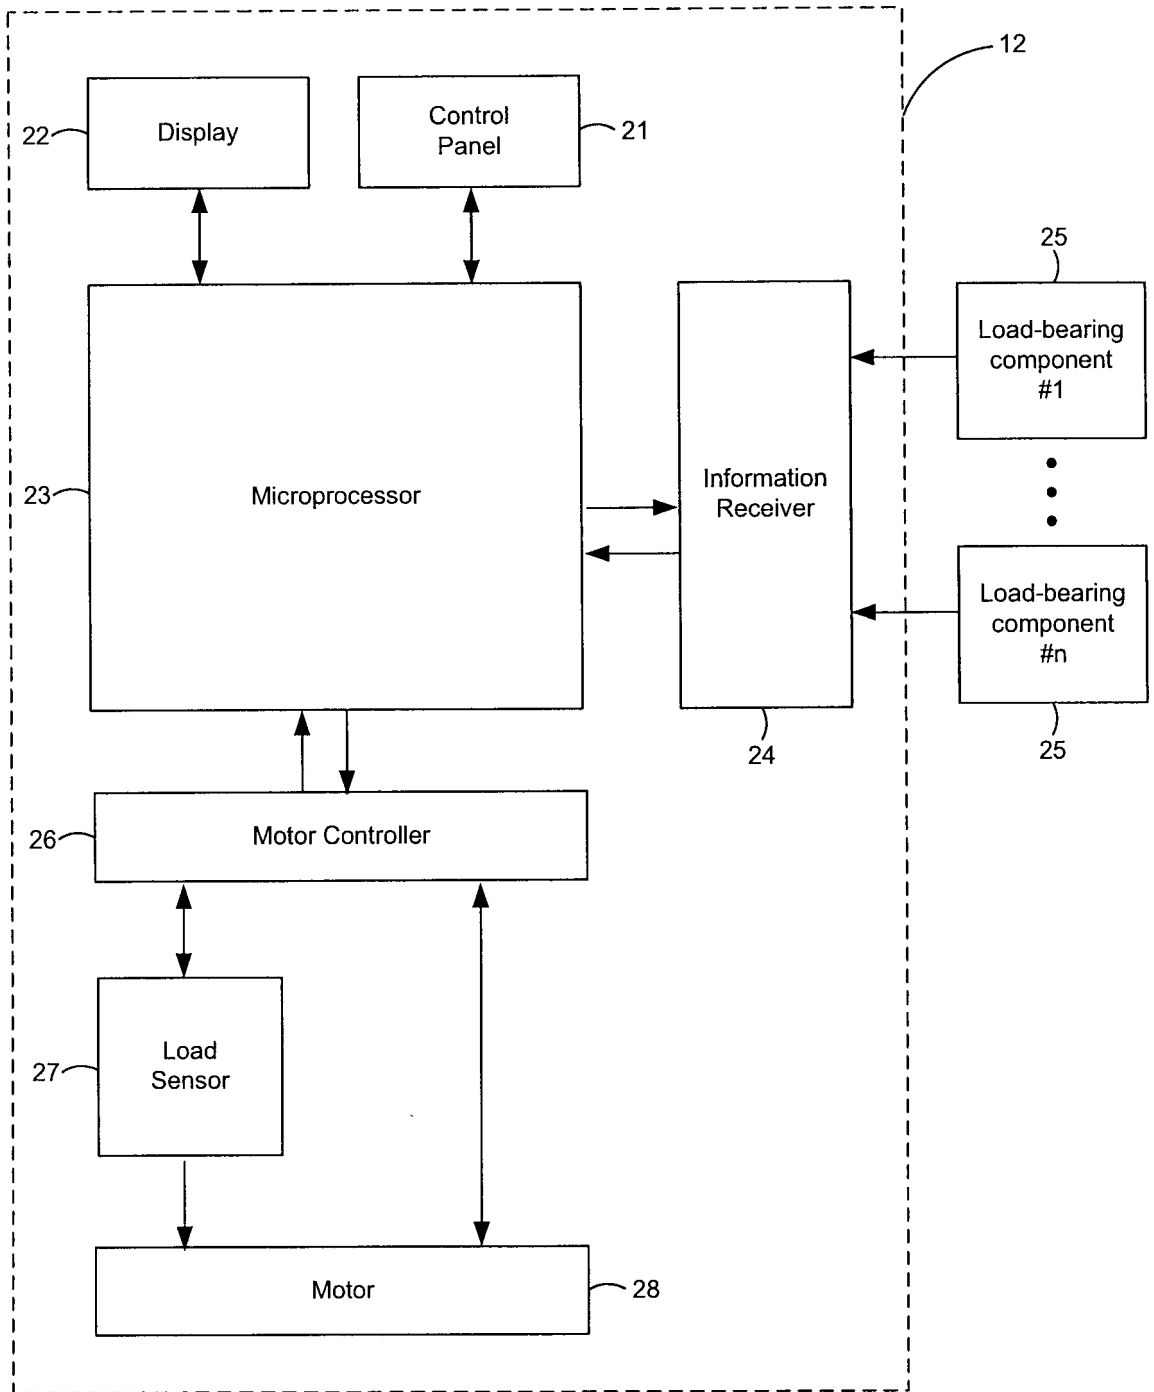 12
22
Display
Control
Panel
21
25
Load-bearing
component
#1
23
Microprocessor
Information
Receiver
Load-bearing
component
#n
24
25
26
Motor Controller
27
Load
Sensor
Motor
28